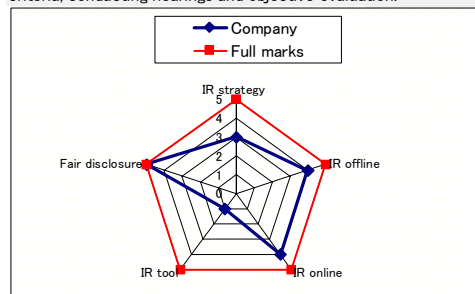 criteria, conducting hearings and objective evaluation.
Company
Full marks
IR strategy
5
4
3
2
1
0
Fair disclosure
IR offline
IR tool
IR online